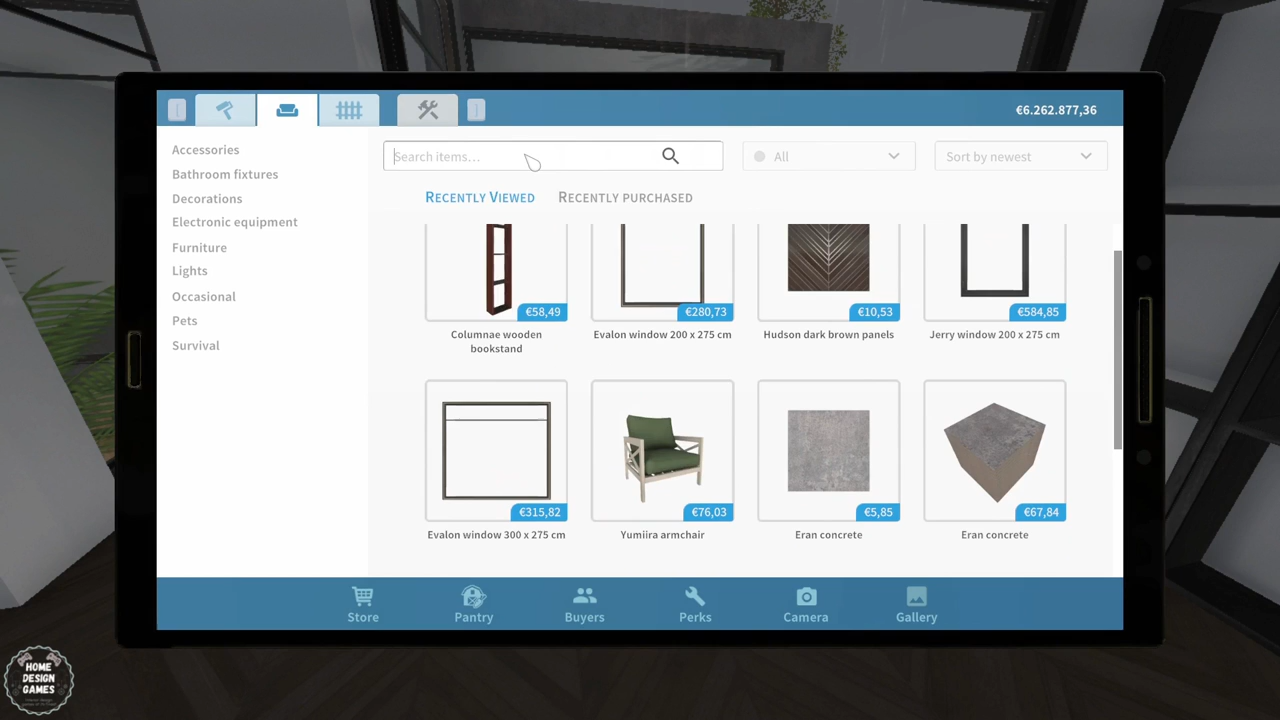 €6.262.877,36
Accessories
Bathroom fixtures
Decorations
Electronic equipment
Furniture
Lights
Occasional
Pets
Survival
Search items...
All
Sort by newest
RECENTLY VIEWED
RECENTLY PURCHASED
€58,49
Columnae wooden
bookstand
€280,73
Evalon window 200 x 275 cm
€10,53
Hudson dark brown panels
€584,85
Jerry window 200 x 275 cm
€315,82
Evalon window 300 x 275 cm
€76,03
Yumiira armchair
€5,85
Eran concrete
€67,84
Eran concrete
Store
Pantry
Buyers
Perks
Camera
Gallery
HOME
DESIGN
GAMES